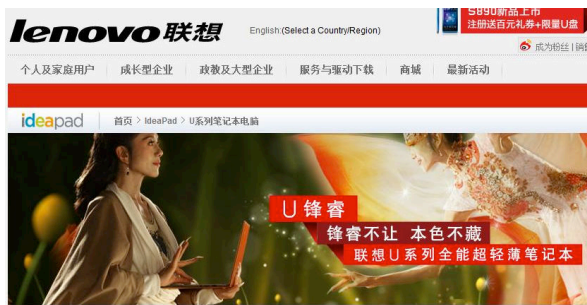 lenovo联想
English:(Select a Country/Region)
S890新品上市
注册送百元礼券+限量U盘
成为粉丝 |
个人及家庭用户 成长型企业 政教及大型企业 服务与驱动下载 商城 最新活动
ideapad 首页 > IdeaPad > U系列笔记本电脑
U锋睿
锋睿不让 本色不藏
联想U系列全能超轻薄笔记本